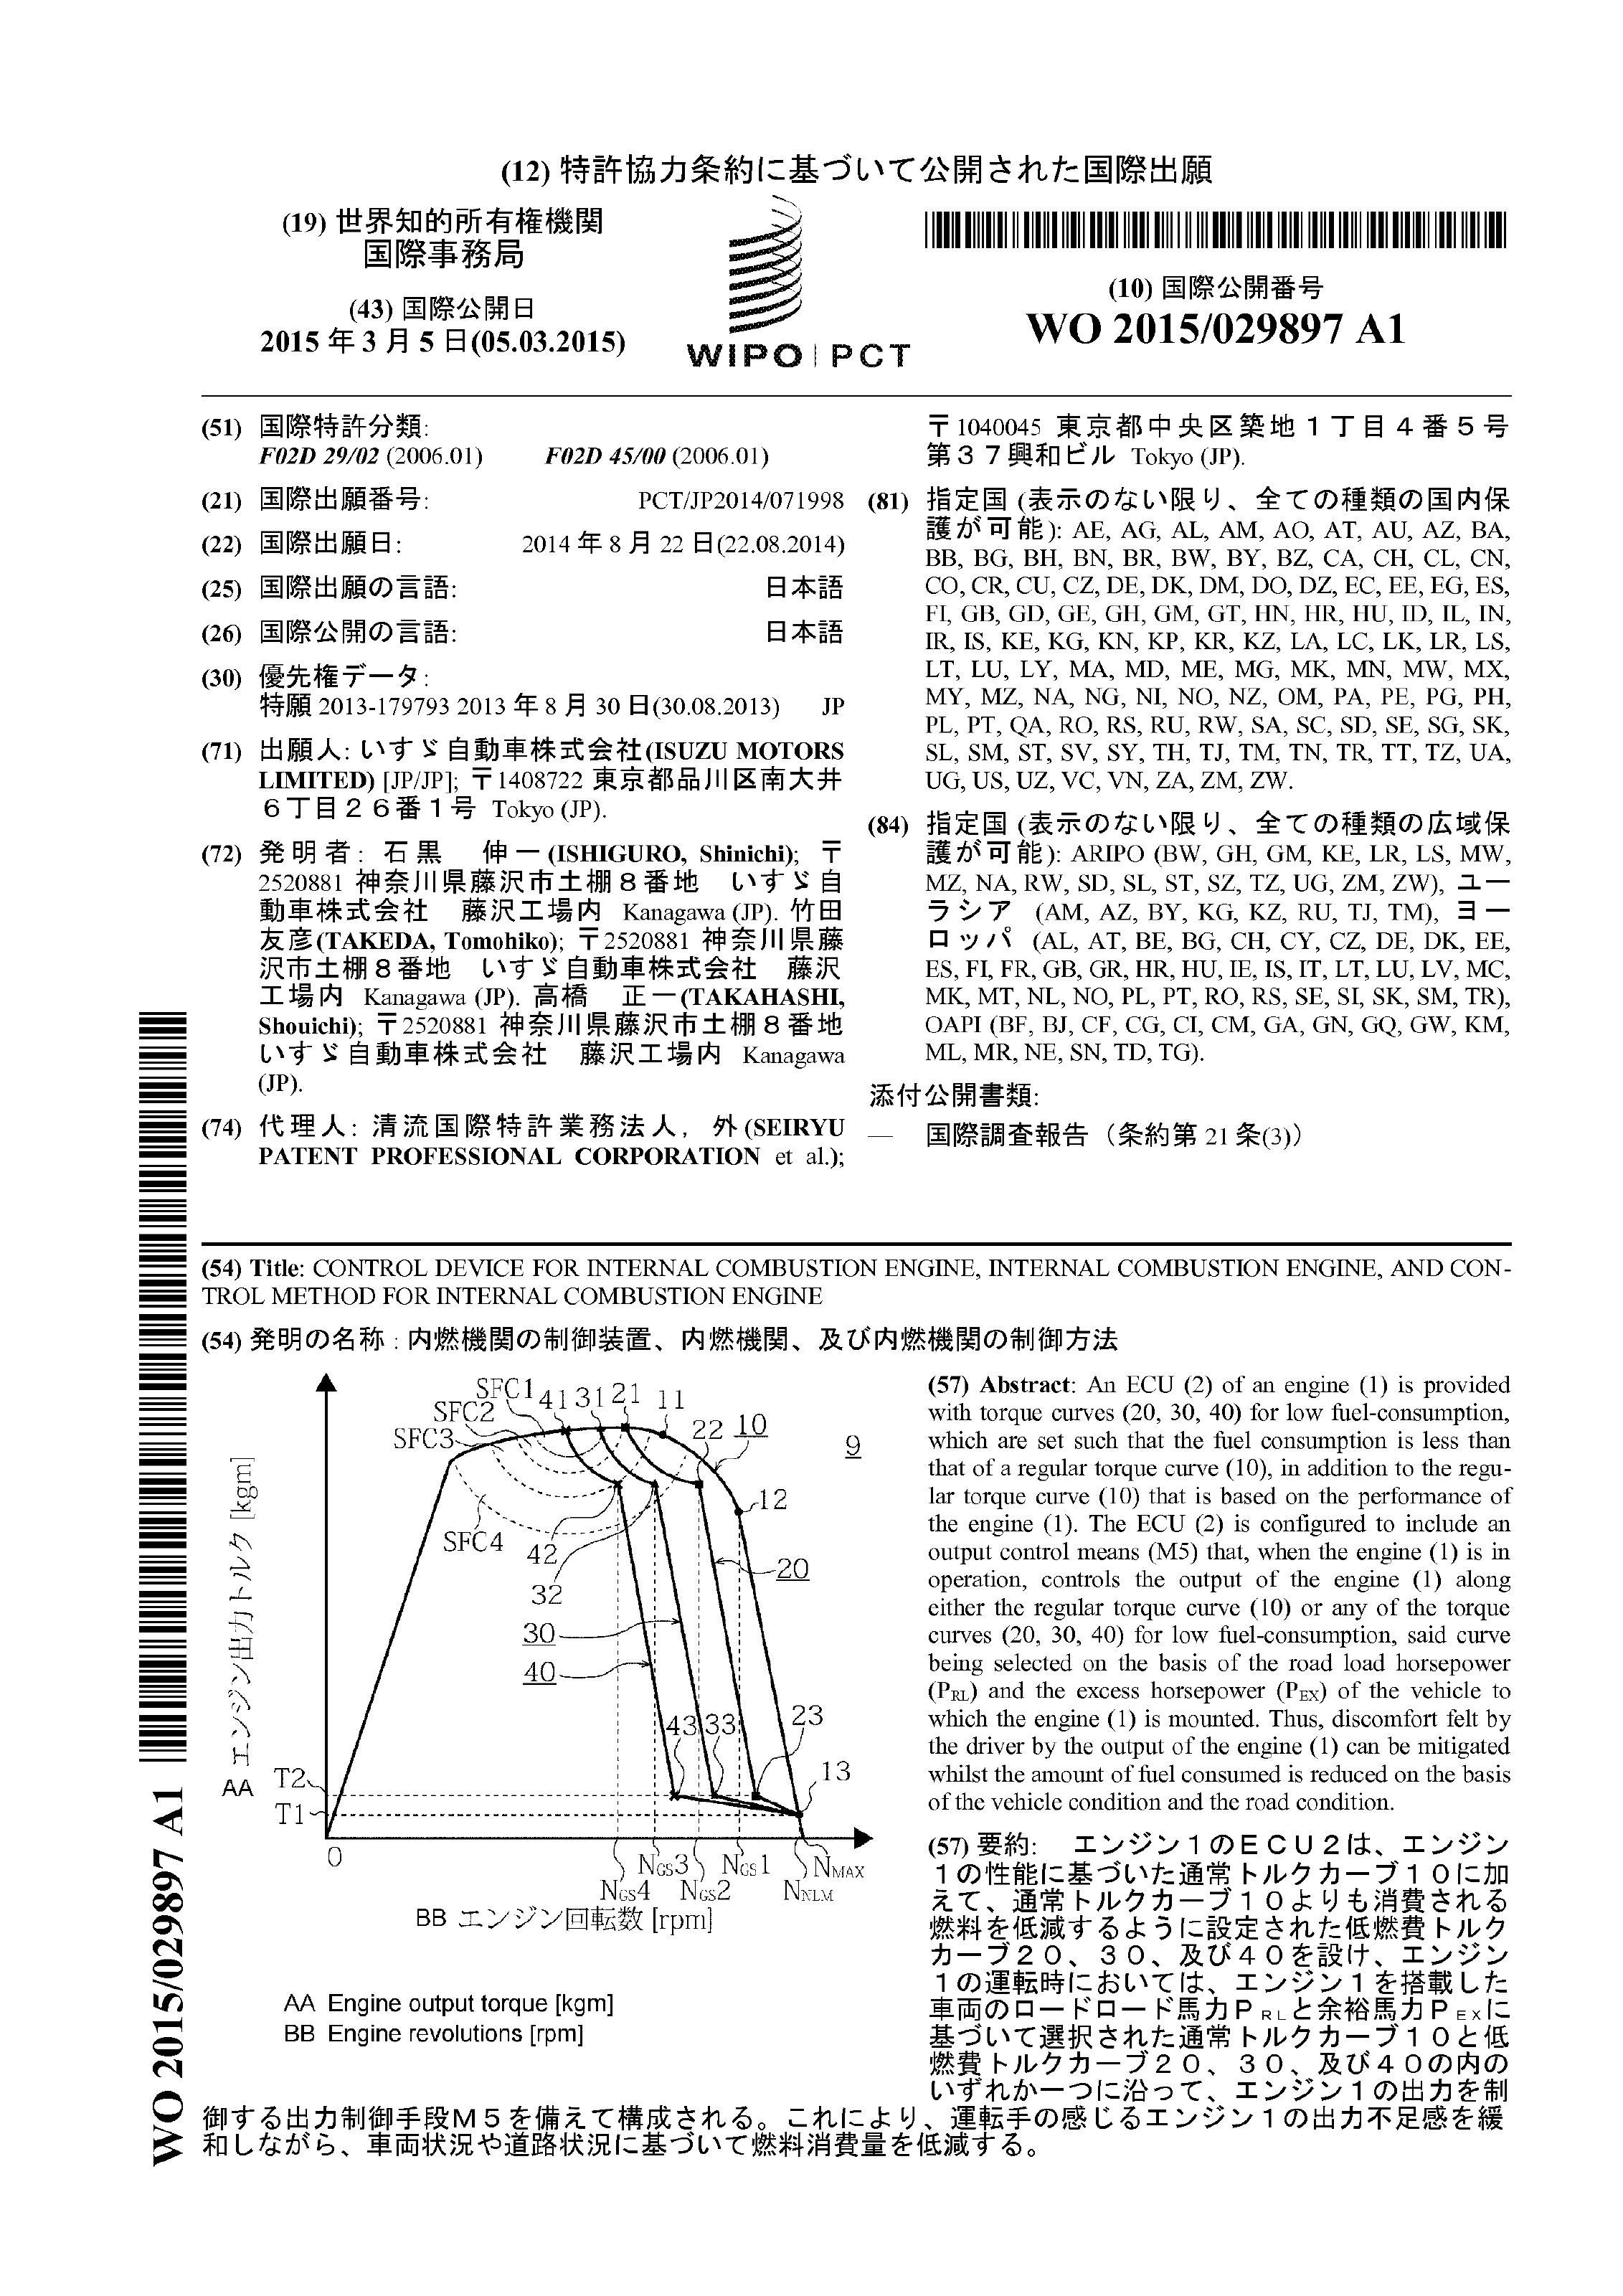 (12) 特許協力条約に基づいて公開された国際出願
(19) 世界知的所有権機関
国際事務局
(43) 国際公開日
2015 年 3 月 5 日(05.03.2015)
WIPO | PCT
(10) 国際公開番号
WO 2015/029897 A1
(51) 国際特許分類:
F02D 29/02 (2006.01) F02D 45/00 (2006.01)
(21) 国際出願番号: PCT/JP2014/071998
(22) 国際出願日: 2014 年 8 月 22 日(22.08.2014)
(25) 国際出願の言語: 日本語
(26) 国際公開の言語: 日本語
(30) 優先権データ:
特願 2013-179793 2013 年 8 月 30 日(30.08.2013) JP
(71) 出願人: いすゞ自動車株式会社(ISUZU MOTORS
LIMITED) [JP/JP]; 〒1408722 東京都品川区南大井
6丁目26番1号 Tokyo (JP).
(72) 発明者: 石黒 伸一(ISHIGURO, Shinichi); 〒
2520881 神奈川県藤沢市土棚8番地 いすゞ自
動車株式会社 藤沢工場内 Kanagawa (JP). 竹田
友彦(TAKEDA, Tomohiko); 〒2520881 神奈川県藤
沢市土棚8番地 いすゞ自動車株式会社 藤沢
工場内 Kanagawa (JP). 高橋 正一(TAKAHASHI,
Shouichi); 〒2520881 神奈川県藤沢市土棚8番地
いすゞ自動車株式会社 藤沢工場内 Kanagawa
(JP).
(74) 代理人: 清流国際特許業務法人, 外(SEIRYU
PATENT PROFESSIONAL CORPORATION et al.);
〒1040045 東京都中央区築地1丁目4番5号
第37興和ビル Tokyo (JP).
(81) 指定国 (表示のない限り、全ての種類の国内保
護が可能): AE, AG, AL, AM, AO, AT, AU, AZ, BA,
BB, BG, BH, BN, BR, BW, BY, BZ, CA, CH, CL, CN,
CO, CR, CU, CZ, DE, DK, DM, DO, DZ, EC, EE, EG, ES,
FI, GB, GD, GE, GH, GM, GT, HN, HR, HU, ID, IL, IN,
IR, IS, KE, KG, KN, KP, KR, KZ, LA, LC, LK, LR, LS,
LT, LU, LY, MA, MD, ME, MG, MK, MN, MW, MX,
MY, MZ, NA, NG, NI, NO, NZ, OM, PA, PE, PG, PH,
PL, PT, QA, RO, RS, RU, RW, SA, SC, SD, SE, SG, SK,
SL, SM, ST, SV, SY, TH, TJ, TM, TN, TR, TT, TZ, UA,
UG, US, UZ, VC, VN, ZA, ZM, ZW.
(84) 指定国 (表示のない限り、全ての種類の広域保
護が可能): ARIPO (BW, GH, GM, KE, LR, LS, MW,
MZ, NA, RW, SD, SL, ST, SZ, TZ, UG, ZM, ZW), ユー
ラシア (AM, AZ, BY, KG, KZ, RU, TJ, TM), ヨー
ロッパ (AL, AT, BE, BG, CH, CY, CZ, DE, DK, EE,
ES, FI, FR, GB, GR, HR, HU, IE, IS, IT, LT, LU, LV, MC,
MK, MT, NL, NO, PL, PT, RO, RS, SE, SI, SK, SM, TR),
OAPI (BF, BJ, CF, CG, CI, CM, GA, GN, GQ, GW, KM,
ML, MR, NE, SN, TD, TG).
添付公開書類:
— 国際調査報告 (条約第 21 条(3))
(54) Title: CONTROL DEVICE FOR INTERNAL COMBUSTION ENGINE, INTERNAL COMBUSTION ENGINE, AND CON-
TROL METHOD FOR INTERNAL COMBUSTION ENGINE
(54) 発明の名称 : 内燃機関の制御装置、内燃機関、及び内燃機関の制御方法
SFC1 41 31 21 11
SFC2 22 10
SFC3 9
12
SFC4 42 20
32
30
40
43 33 23
13
T2
T1
AA エンジン出力トルク [kgm]
0 NGS3 NGS1 NMAX
NGS4 NGS2 NNLM
BB エンジン回転数 [rpm]
AA Engine output torque [kgm]
BB Engine revolutions [rpm]
(57) Abstract: An ECU (2) of an engine (1) is provided
with torque curves (20, 30, 40) for low fuel-consumption,
which are set such that the fuel consumption is less than
that of a regular torque curve (10), in addition to the regu-
lar torque curve (10) that is based on the performance of
the engine (1). The ECU (2) is configured to include an
output control means (M5) that, when the engine (1) is in
operation, controls the output of the engine (1) along
either the regular torque curve (10) or any of the torque
curves (20, 30, 40) for low fuel-consumption, said curve
being selected on the basis of the road load horsepower
(PRL) and the excess horsepower (PEX) of the vehicle to
which the engine (1) is mounted. Thus, discomfort felt by
the driver by the output of the engine (1) can be mitigated
whilst the amount of fuel consumed is reduced on the basis
of the vehicle condition and the road condition.
(57) 要約: エンジン1のECU2は、エンジン
1の性能に基づいた通常トルクカーブ10に加
えて、通常トルクカーブ10よりも消費される
燃料を低減するように設定された低燃費トルク
カーブ20、30、及び40を設け、エンジン
1の運転時においては、エンジン1を搭載した
車両のロードロード馬力PRLと余裕馬力PEXに
基づいて選択された通常トルクカーブ10と低
燃費トルクカーブ20、30、及び40の内の
いずれか一つに沿って、エンジン1の出力を制
御する出力制御手段M5を備えて構成される。これにより、運転手の感じるエンジン1の出力不足感を緩
和しながら、車両状況や道路状況に基づいて燃料消費量を低減する。
WO 2015/029897 A1